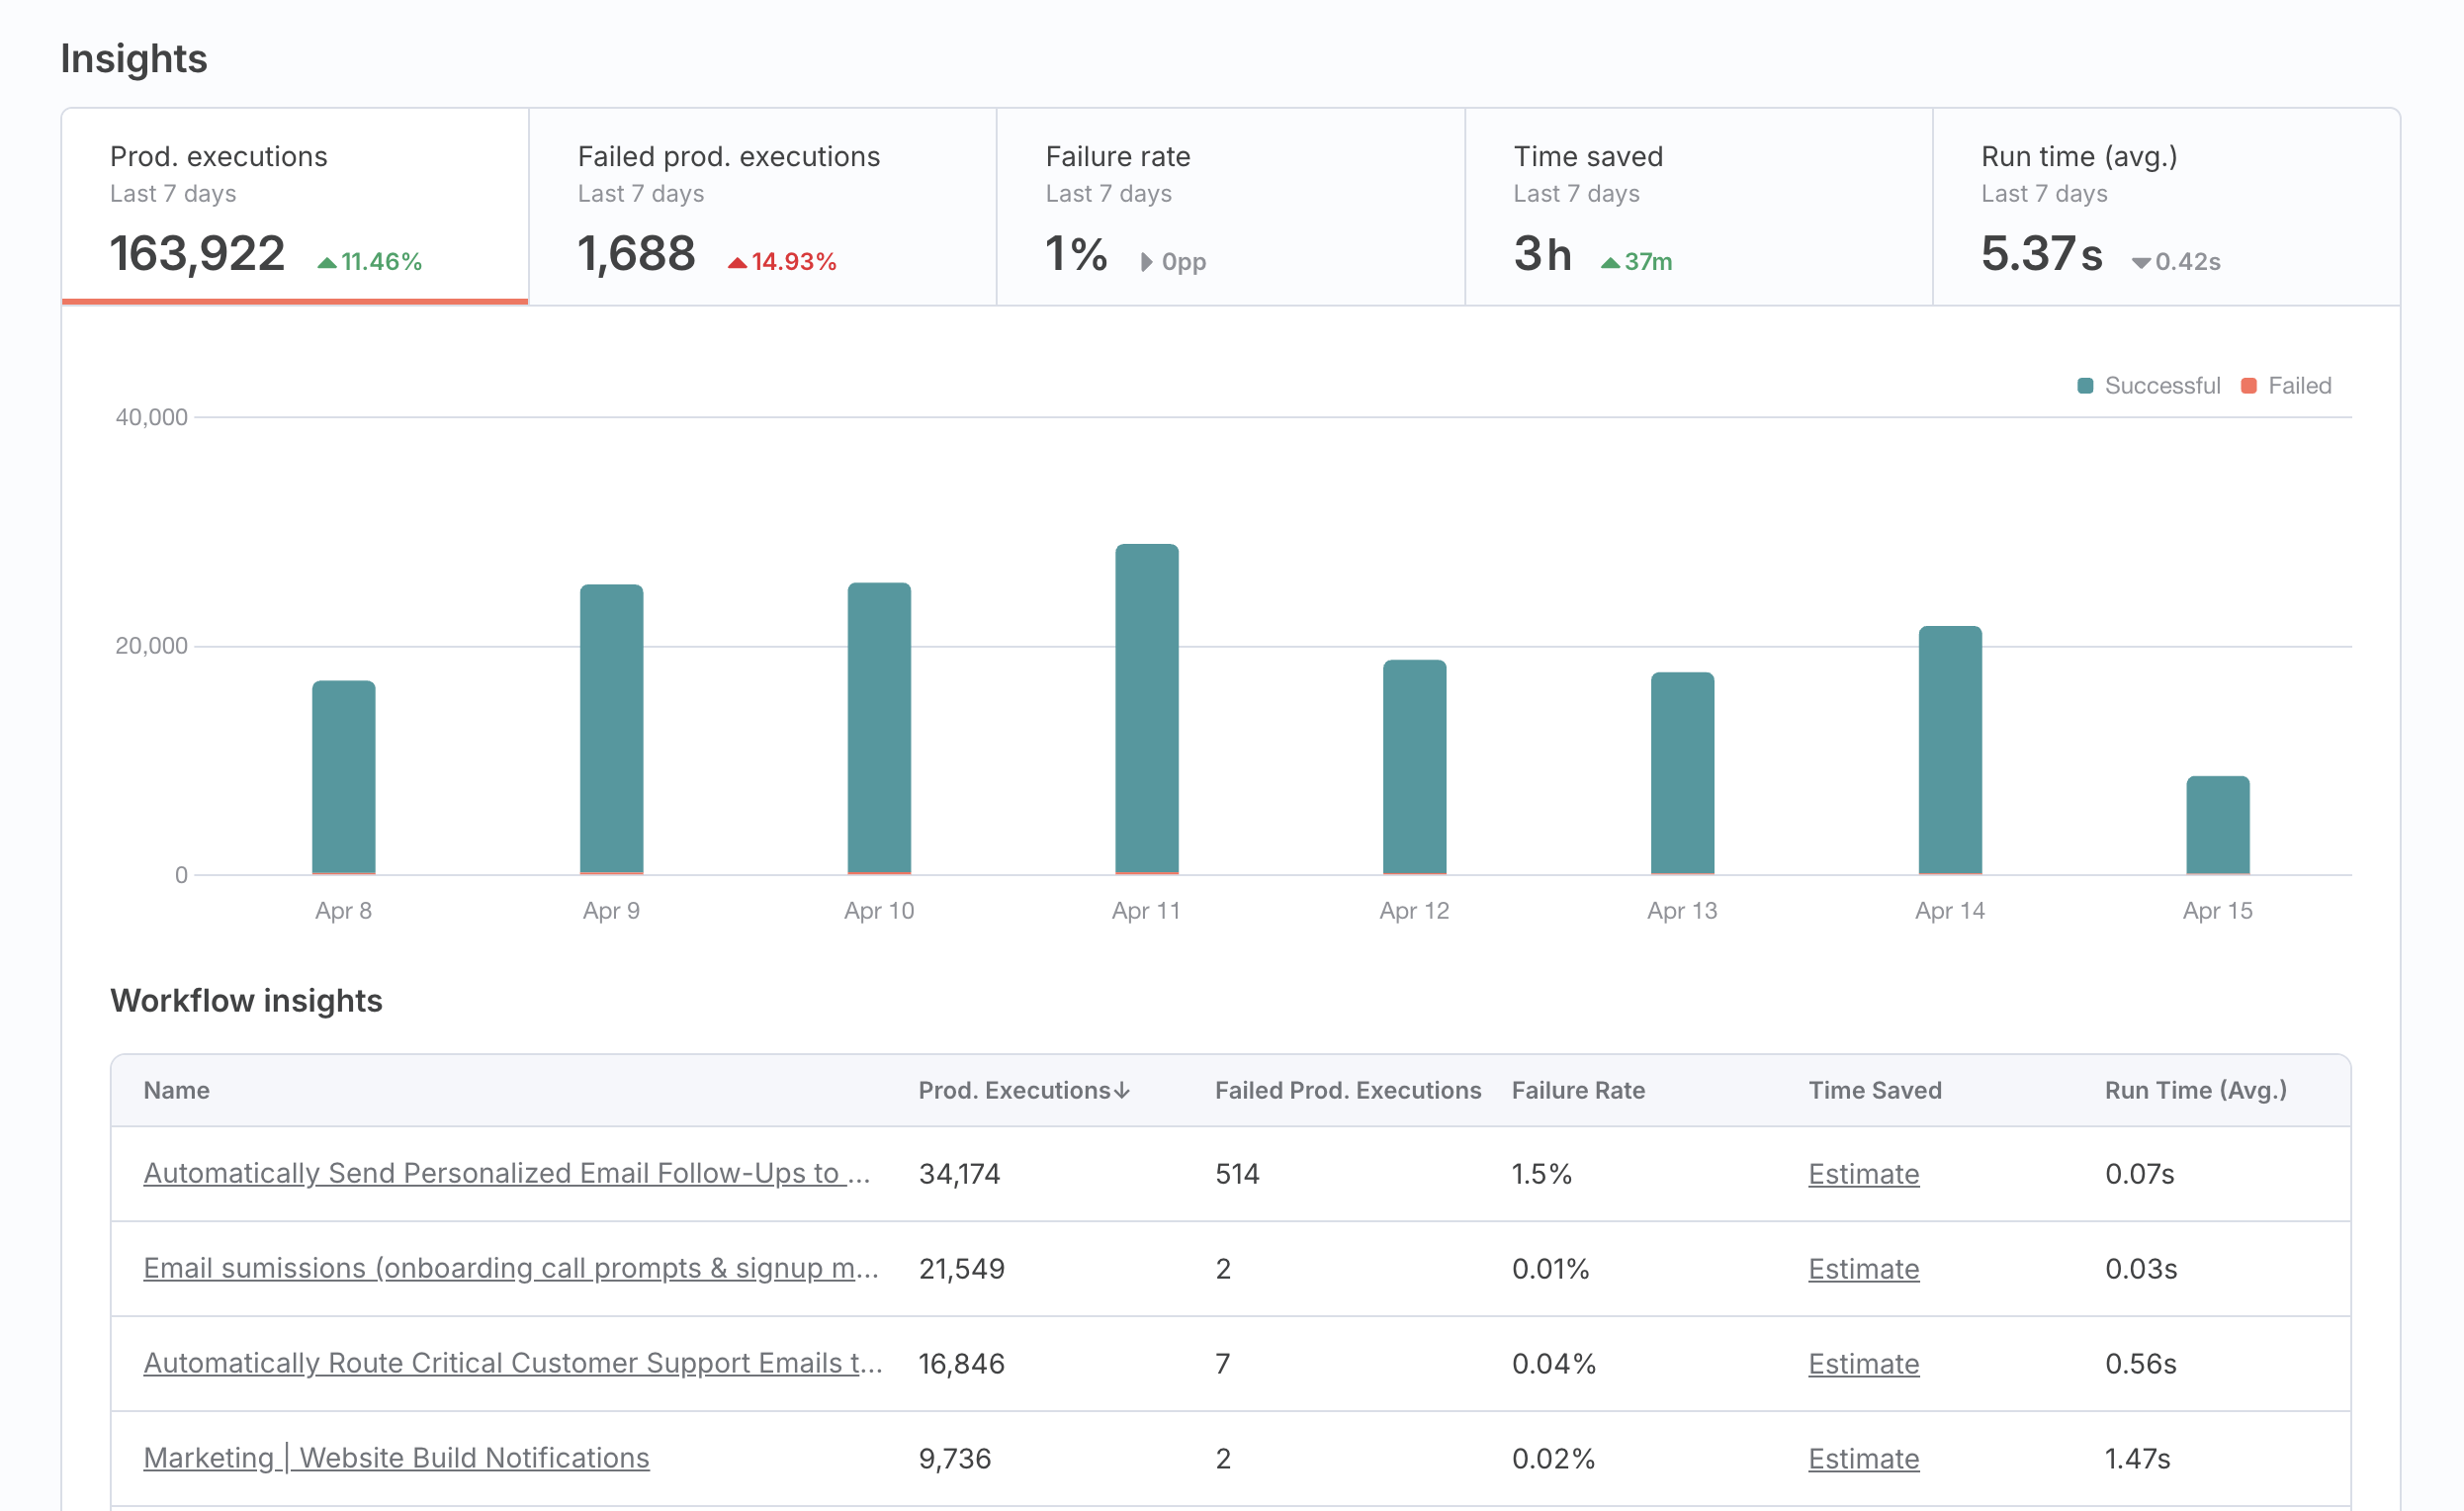 Insights
Prod. executions
Last 7 days
163,922 11.46%
Failed prod. executions
Last 7 days
1,688 14.93%
Failure rate
Last 7 days
1% 0pp
Time saved
Last 7 days
3h 37m
Run time (avg.)
Last 7 days
5.37s 0.42s
Successful Failed
40,000
20,000
0
Apr 8 Apr 9 Apr 10 Apr 11 Apr 12 Apr 13 Apr 14 Apr 15
Workflow insights
Name Prod. Executions↓ Failed Prod. Executions Failure Rate Time Saved Run Time (Avg.)
Automatically Send Personalized Email Follow-Ups to ... 34,174 514 1.5% Estimate 0.07s
Email sumissions (onboarding call prompts & signup m... 21,549 2 0.01% Estimate 0.03s
Automatically Route Critical Customer Support Emails t... 16,846 7 0.04% Estimate 0.56s
Marketing | Website Build Notifications 9,736 2 0.02% Estimate 1.47s